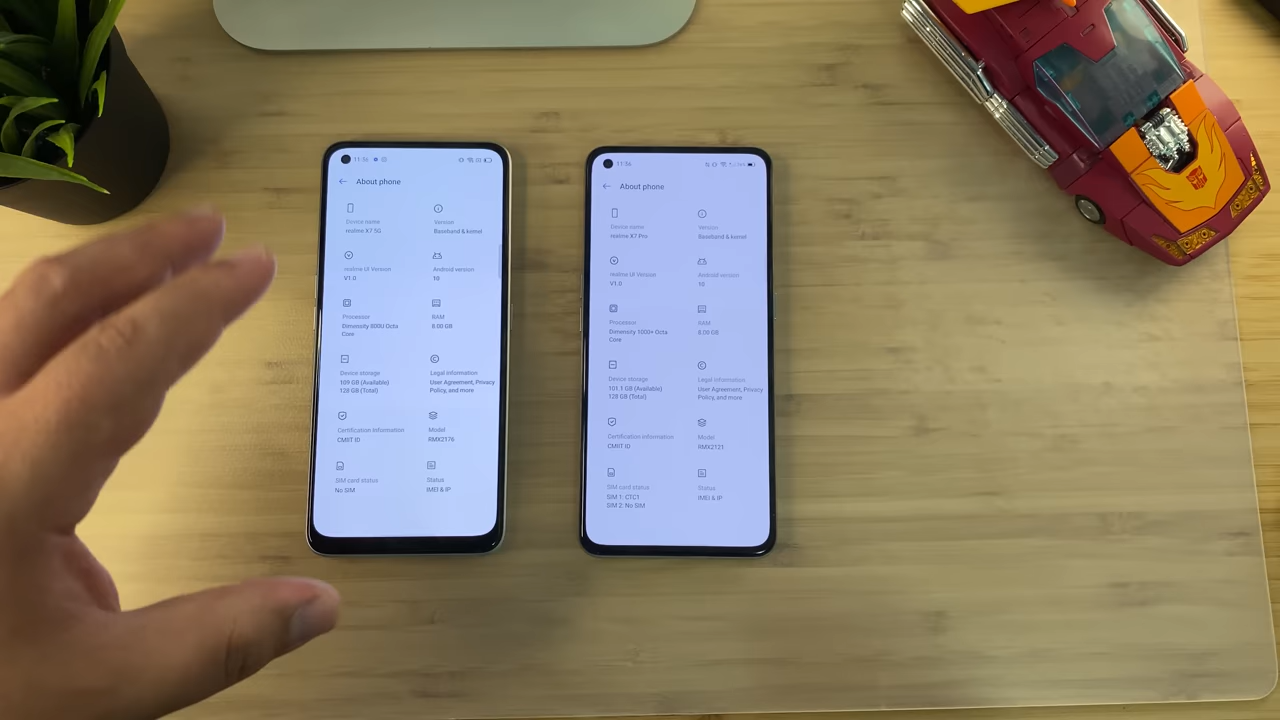 11:56
About phone
Device name
realme X7 5G
Version
Baseband & kernel
realme UI Version
V1.0
Android version
10
Processor
Dimensity 800U Octa
Core
RAM
8.00 GB
Device storage
109 GB (Available)
128 GB (Total)
Legal information
User Agreement, Privacy
Policy, and more
Certification information
CMIIT ID
Model
RMX2176
SIM card status
No SIM
Status
IMEI & IP
11:56
About phone
Device name
realme X7 Pro
Version
Baseband & kernel
realme UI Version
V1.0
Android version
10
Processor
Dimensity 1000+ Octa
Core
RAM
8.00 GB
Device storage
101.1 GB (Available)
128 GB (Total)
Legal information
User Agreement, Privacy
Policy, and more
Certification information
CMIIT ID
Model
RMX2121
SIM card status
SIM 1: CTC1
SIM 2: No SIM
Status
IMEI & IP